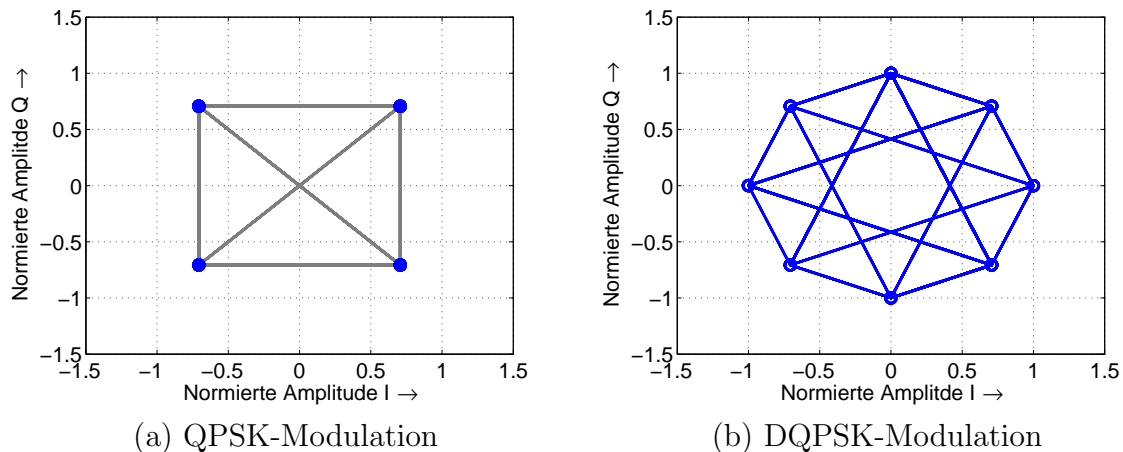 1.5
1
0.5
0
−0.5
−1
−1.5
−1.5 −1 −0.5 0 0.5 1 1.5
Normierte Amplitude I →
Normierte Amplitde Q →
(a) QPSK-Modulation
1.5
1
0.5
0
−0.5
−1
−1.5
−1.5 −1 −0.5 0 0.5 1 1.5
Normierte Amplitde I →
Normierte Amplitude Q →
(b) DQPSK-Modulation